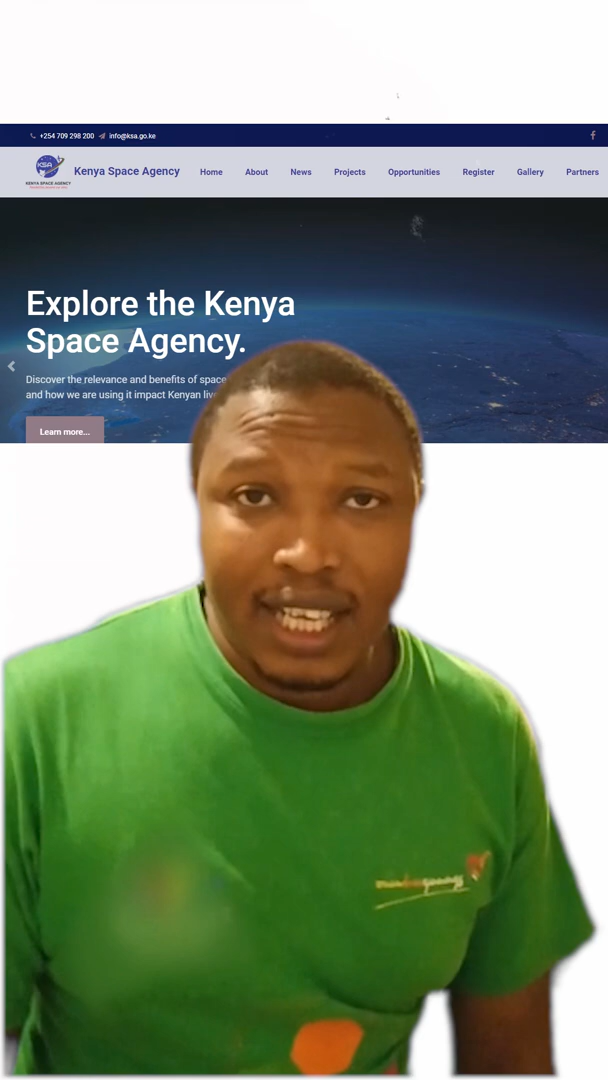 +254 709 298 200 info@ksa.go.ke
KSA
KENYA SPACE AGENCY
Kenya Space Agency
Home About News Projects Opportunities Register Gallery Partners
Explore the Kenya
Space Agency.
Discover the relevance and benefits of space
and how we are using it impact Kenyan
Learn more...